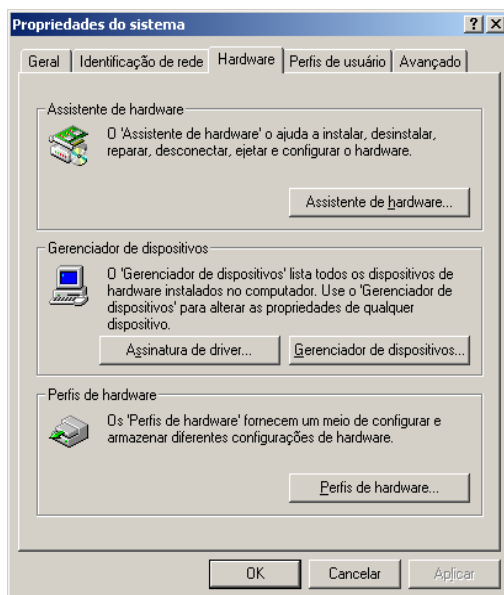 Propriedades do sistema
Geral Identificação de rede Hardware Perfis de usuário Avançado
Assistente de hardware
O 'Assistente de hardware' o ajuda a instalar, desinstalar,
reparar, desconectar, ejetar e configurar o hardware.
Assistente de hardware...
Gerenciador de dispositivos
O 'Gerenciador de dispositivos' lista todos os dispositivos de
hardware instalados no computador. Use o 'Gerenciador de
dispositivos' para alterar as propriedades de qualquer
dispositivo.
Assinatura de driver... Gerenciador de dispositivos...
Perfis de hardware
Os 'Perfis de hardware' fornecem um meio de configurar e
armazenar diferentes configurações de hardware.
Perfis de hardware...
OK Cancelar Aplicar